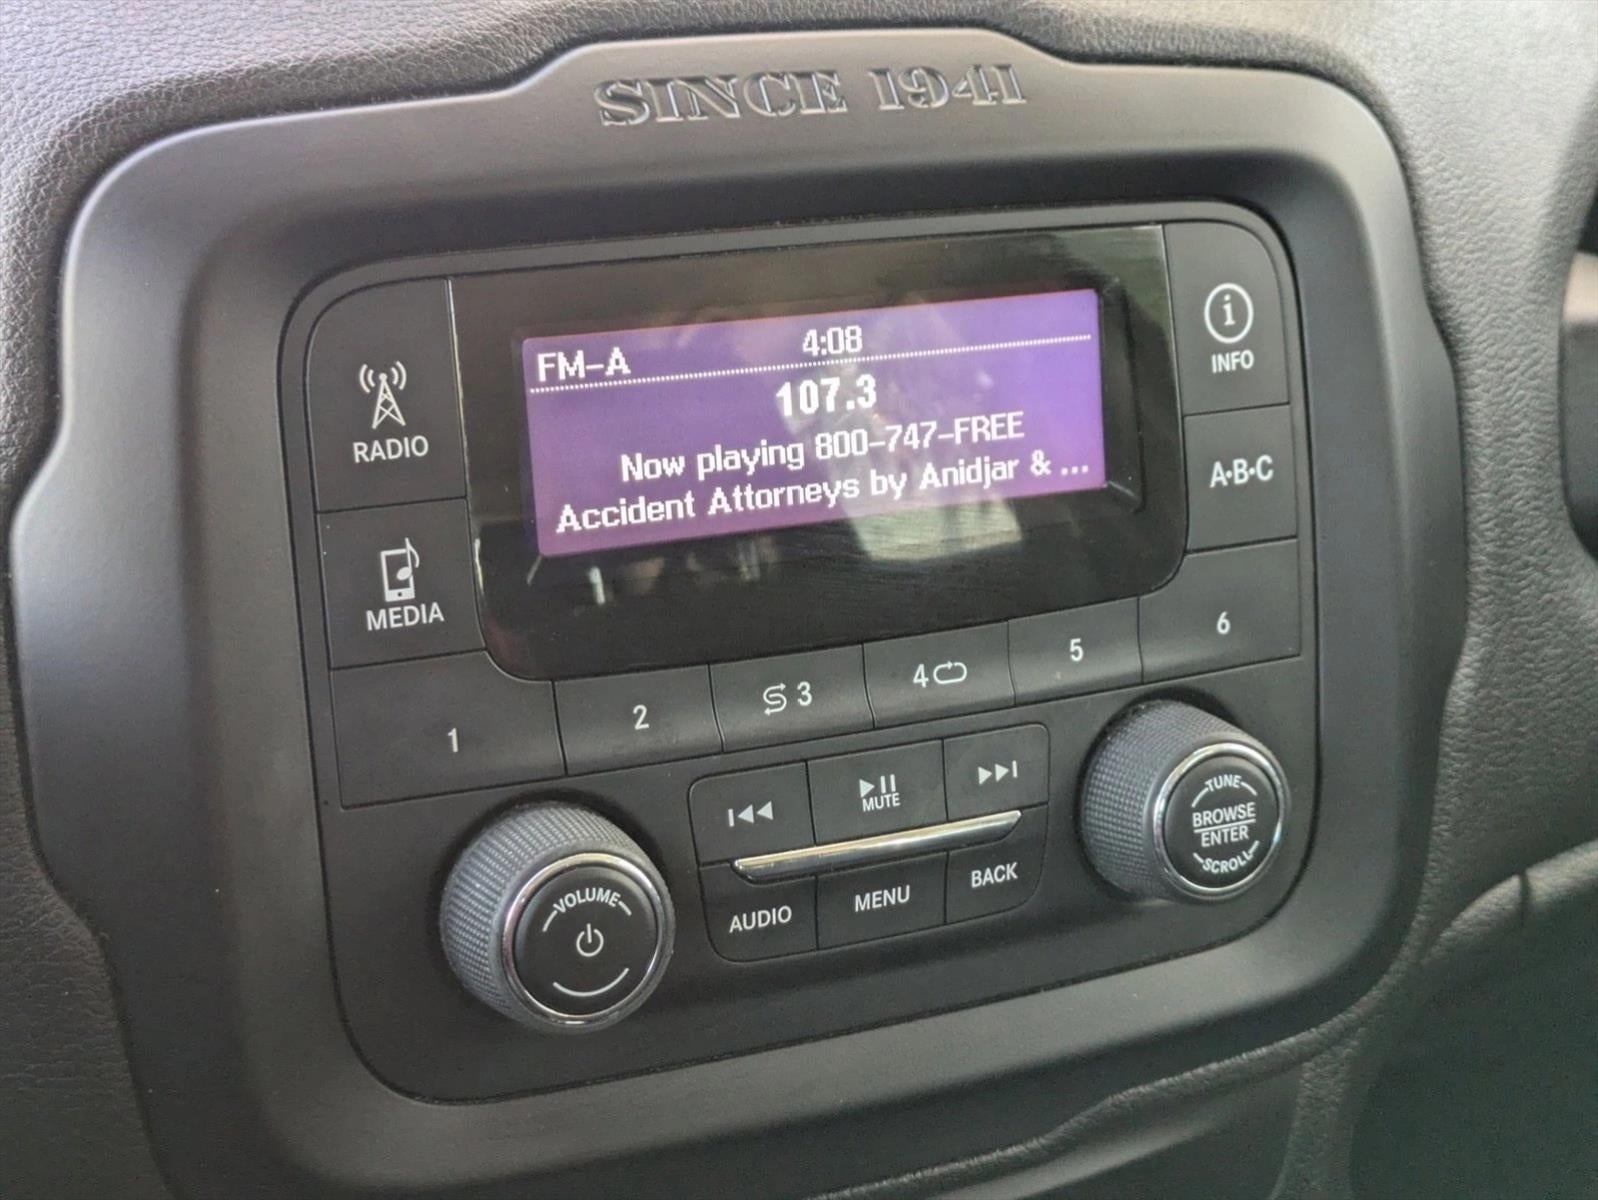 SINCE 1941
FM-A 4:08
107.3
Now playing 800-747-FREE
Accident Attorneys by Anidjar & ...
RADIO
MEDIA
i
INFO
A·B·C
1 2 3 4 5 6
MUTE
AUDIO MENU BACK
VOLUME
TUNE
BROWSE
ENTER
SCROLL